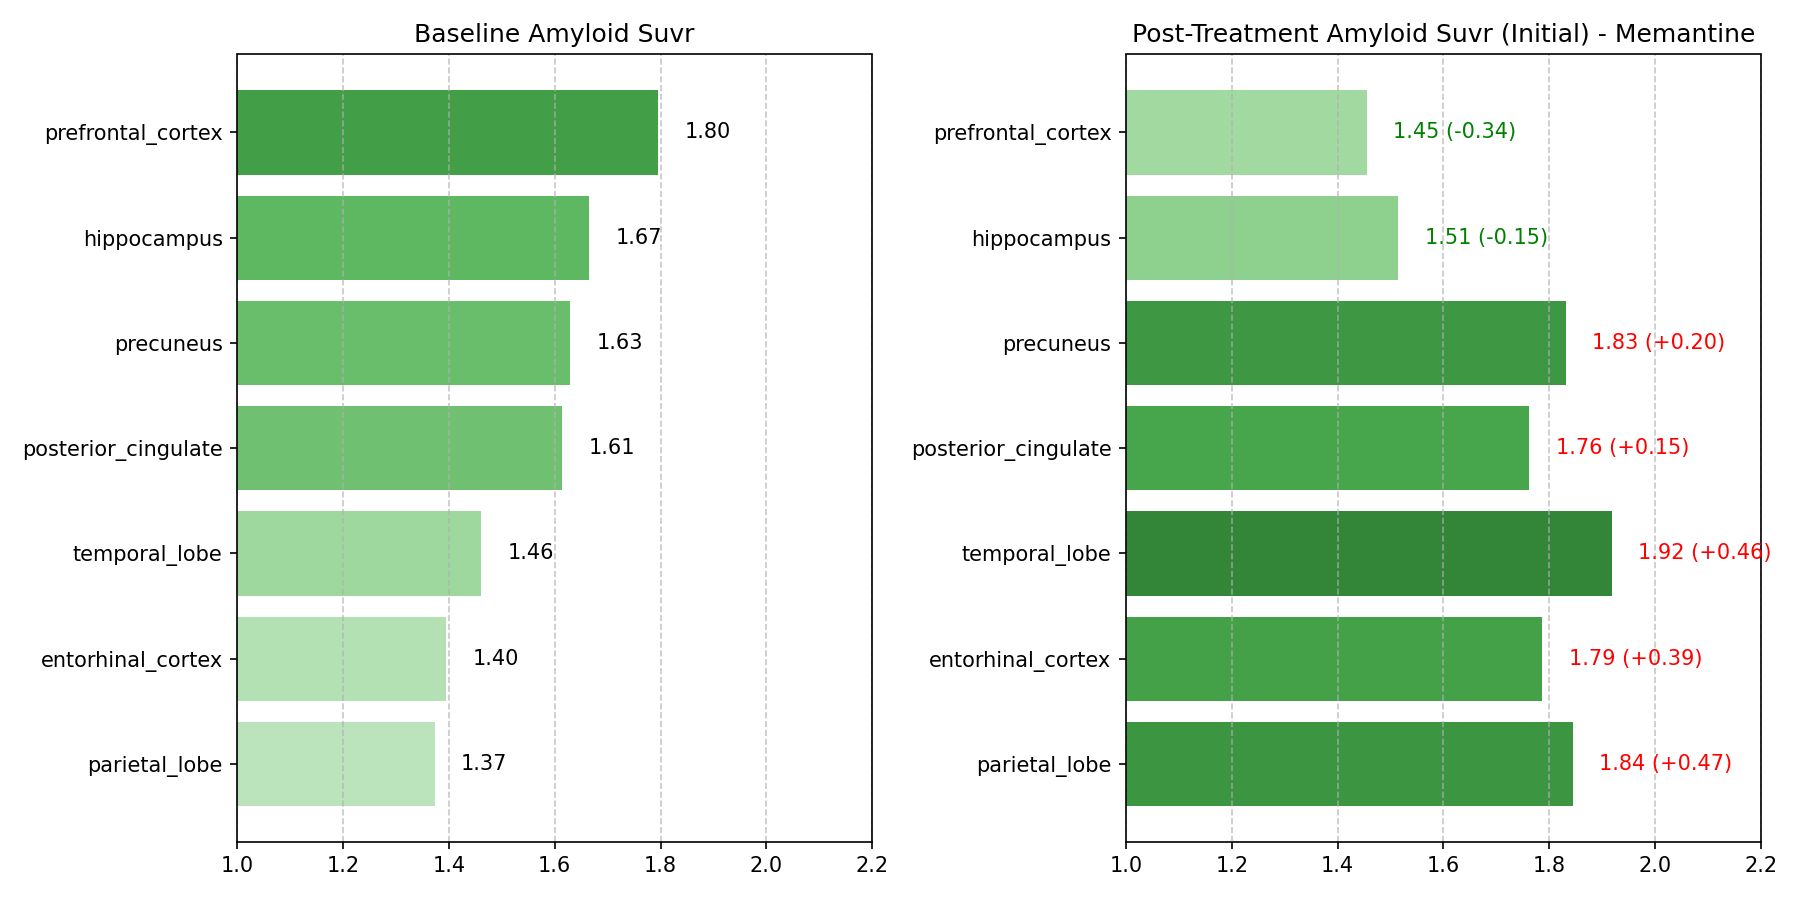 Baseline Amyloid Suvr
prefrontal_cortex
1.80
hippocampus
1.67
precuneus
1.63
posterior_cingulate
1.61
temporal_lobe
1.46
entorhinal_cortex
1.40
parietal_lobe
1.37
1.0 1.2 1.4 1.6 1.8 2.0 2.2
Post-Treatment Amyloid Suvr (Initial) - Memantine
prefrontal_cortex
1.45 (-0.34)
hippocampus
1.51 (-0.15)
precuneus
1.83 (+0.20)
posterior_cingulate
1.76 (+0.15)
temporal_lobe
1.92 (+0.46)
entorhinal_cortex
1.79 (+0.39)
parietal_lobe
1.84 (+0.47)
1.0 1.2 1.4 1.6 1.8 2.0 2.2